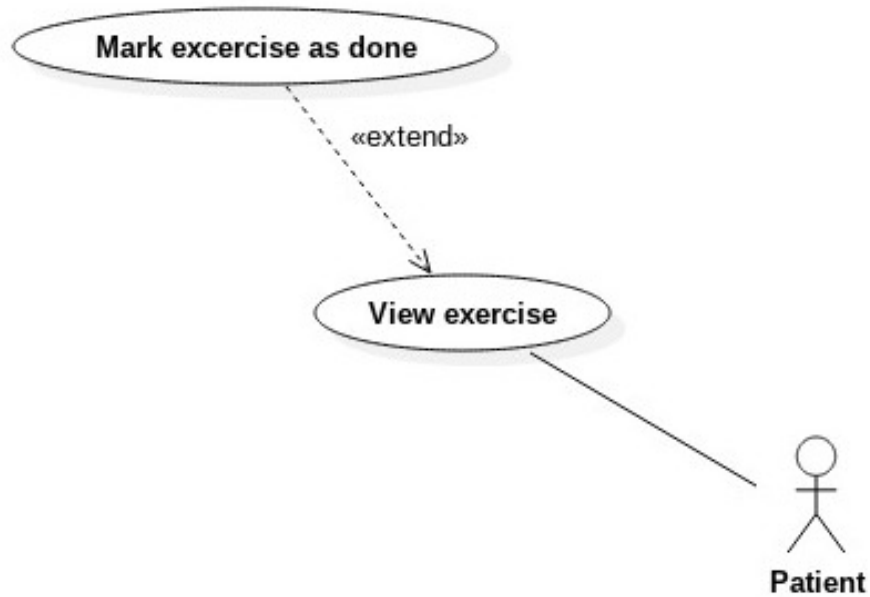 Mark excercise as done
«extend»
View exercise
Patient